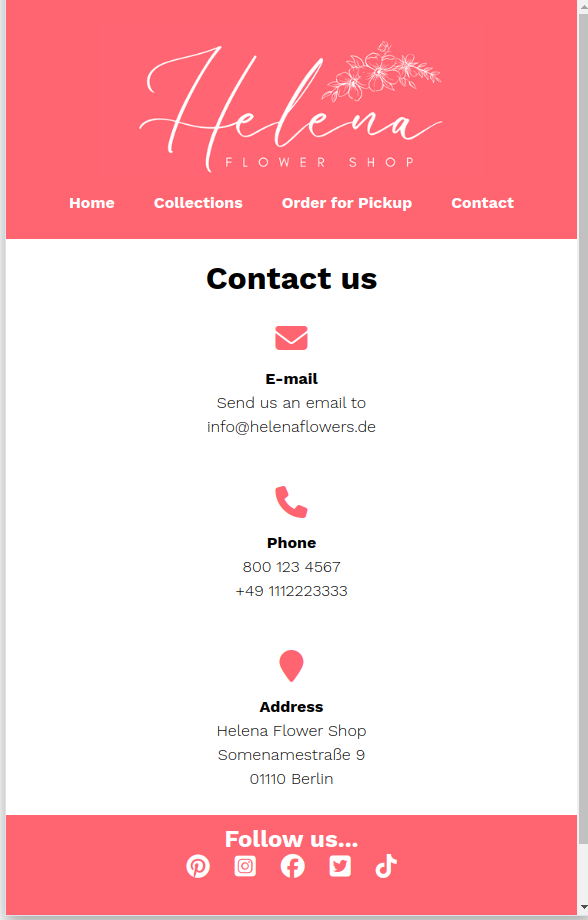 Helena
FLOWER SHOP
Home Collections Order for Pickup Contact
Contact us
E-mail
Send us an email to
info@helenaflowers.de
Phone
800 123 4567
+49 1112223333
Address
Helena Flower Shop
Somenamestraße 9
01110 Berlin
Follow us...